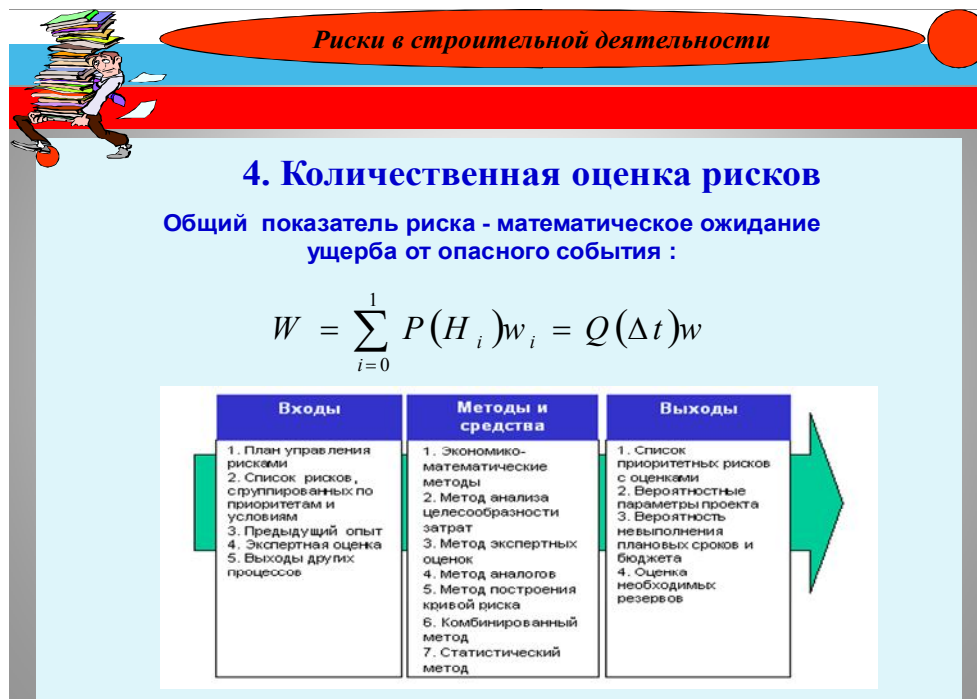 Риски в строительной деятельности
4. Количественная оценка рисков
Общий показатель риска - математическое ожидание
ущерба от опасного события :
W = \sum_{i=0}^{1} P(H_i)w_i = Q(Δt)w
Входы
1. План управления
рисками
2. Список рисков,
сгруппированных по
приоритетам и
условиям
3. Предыдущий опыт
4. Экспертная оценка
5. Выходы других
процессов
Методы и
средства
1. Экономико-
математические
методы
2. Метод анализа
целесообразности
затрат
3. Метод экспертных
оценок
4. Метод аналогов
5. Метод построения
кривой риска
6. Комбинированный
метод
7. Статистический
метод
Выходы
1. Список
приоритетных рисков
с оценками
2. Вероятностные
параметры проекта
3. Вероятность
невыполнения
плановых сроков и
бюджета
4. Оценка
необходимых
резервов